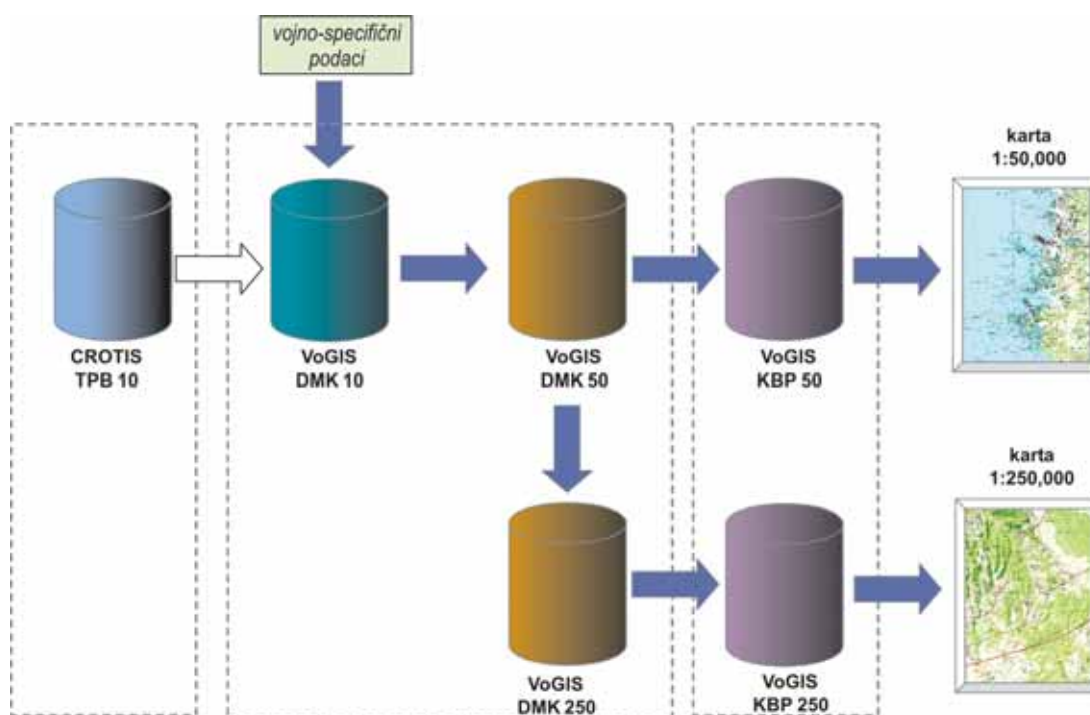 vojno-specifični
podaci
karta
1:50,000
CROTIS
TPB 10
VoGIS
DMK 10
VoGIS
DMK 50
VoGIS
KBP 50
karta
1:250,000
VoGIS
DMK 250
VoGIS
KBP 250